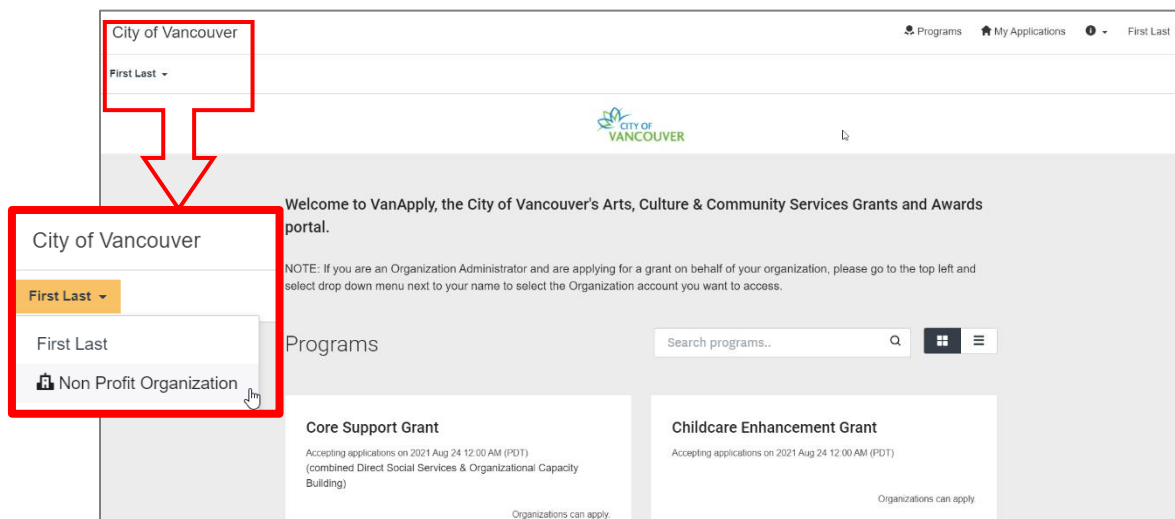 City of Vancouver
Programs My Applications First Last
First Last
CITY OF
VANCOUVER
Welcome to VanApply, the City of Vancouver's Arts, Culture & Community Services Grants and Awards
portal.
NOTE: If you are an Organization Administrator and are applying for a grant on behalf of your organization, please go to the top left and
select drop down menu next to your name to select the Organization account you want to access.
City of Vancouver
First Last
First Last
Non Profit Organization
Programs
Search programs..
Core Support Grant
Accepting applications on 2021 Aug 24 12:00 AM (PDT)
(combined Direct Social Services & Organizational Capacity
Building)
Organizations can apply.
Childcare Enhancement Grant
Accepting applications on 2021 Aug 24 12:00 AM (PDT)
Organizations can apply.